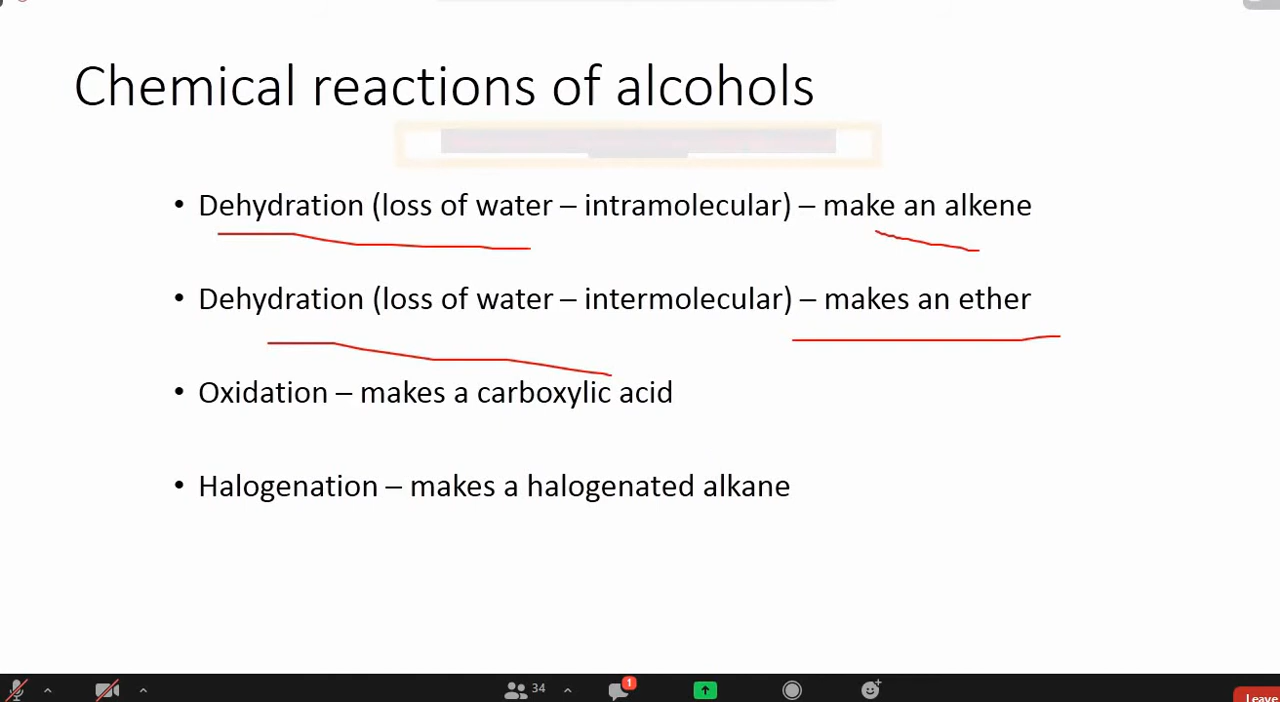 Chemical reactions of alcohols
• Dehydration (loss of water – intramolecular) – make an alkene
• Dehydration (loss of water – intermolecular) – makes an ether
• Oxidation – makes a carboxylic acid
• Halogenation – makes a halogenated alkane
34
1
Leave